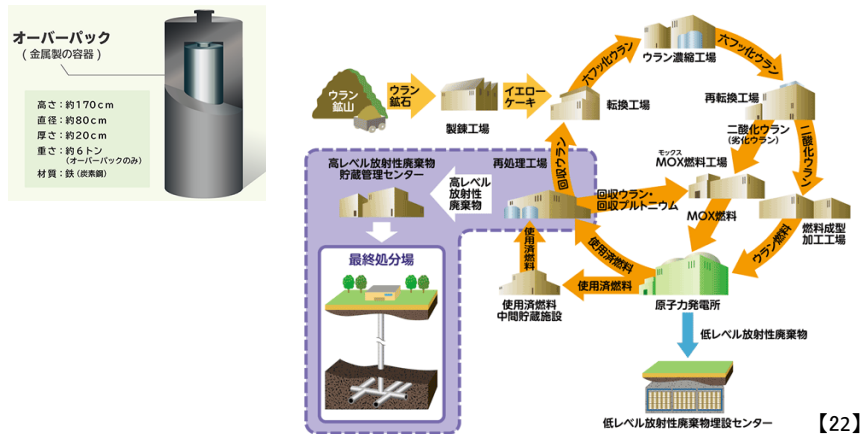 オーバーパック
(金属製の容器)
高さ：約170cm
直径：約80cm
厚さ：約20cm
重さ：約6トン
(オーバーパックのみ)
材質：鉄(炭素鋼)
ウラン
鉱山
ウラン
鉱石
製錬工場
イエロー
ケーキ
転換工場
六フッ化ウラン
ウラン濃縮工場
六フッ化ウラン
再転換工場
二酸化ウラン
(劣化ウラン)
二酸化ウラン
モックス
MOX燃料工場
MOX燃料
燃料成型
加工工場
ウラン燃料
高レベル放射性廃棄物
貯蔵管理センター
高レベル
放射性
廃棄物
再処理工場
回収ウラン
回収ウラン・
回収プルトニウム
使用済燃料
使用済燃料
使用済燃料
使用済燃料
中間貯蔵施設
原子力発電所
最終処分場
低レベル放射性廃棄物
低レベル放射性廃棄物埋設センター
【22】